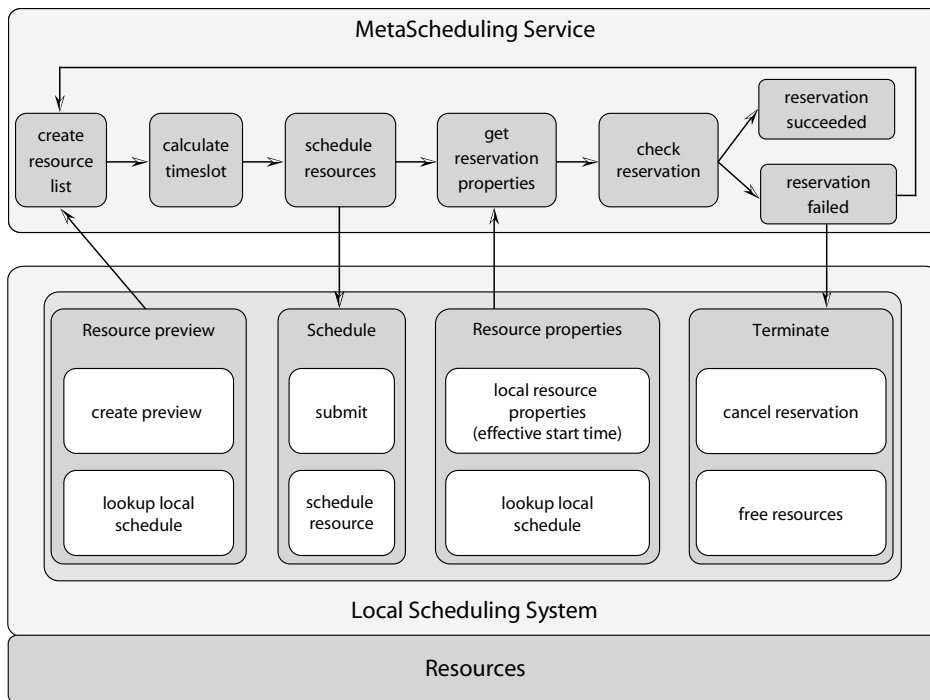 MetaScheduling Service
create
resource
list
calculate
timeslot
schedule
resources
get
reservation
properties
check
reservation
reservation
succeeded
reservation
failed
Resource preview
create preview
lookup local
schedule
Schedule
submit
schedule
resource
Resource properties
local resource
properties
(effective start time)
lookup local
schedule
Terminate
cancel reservation
free resources
Local Scheduling System
Resources